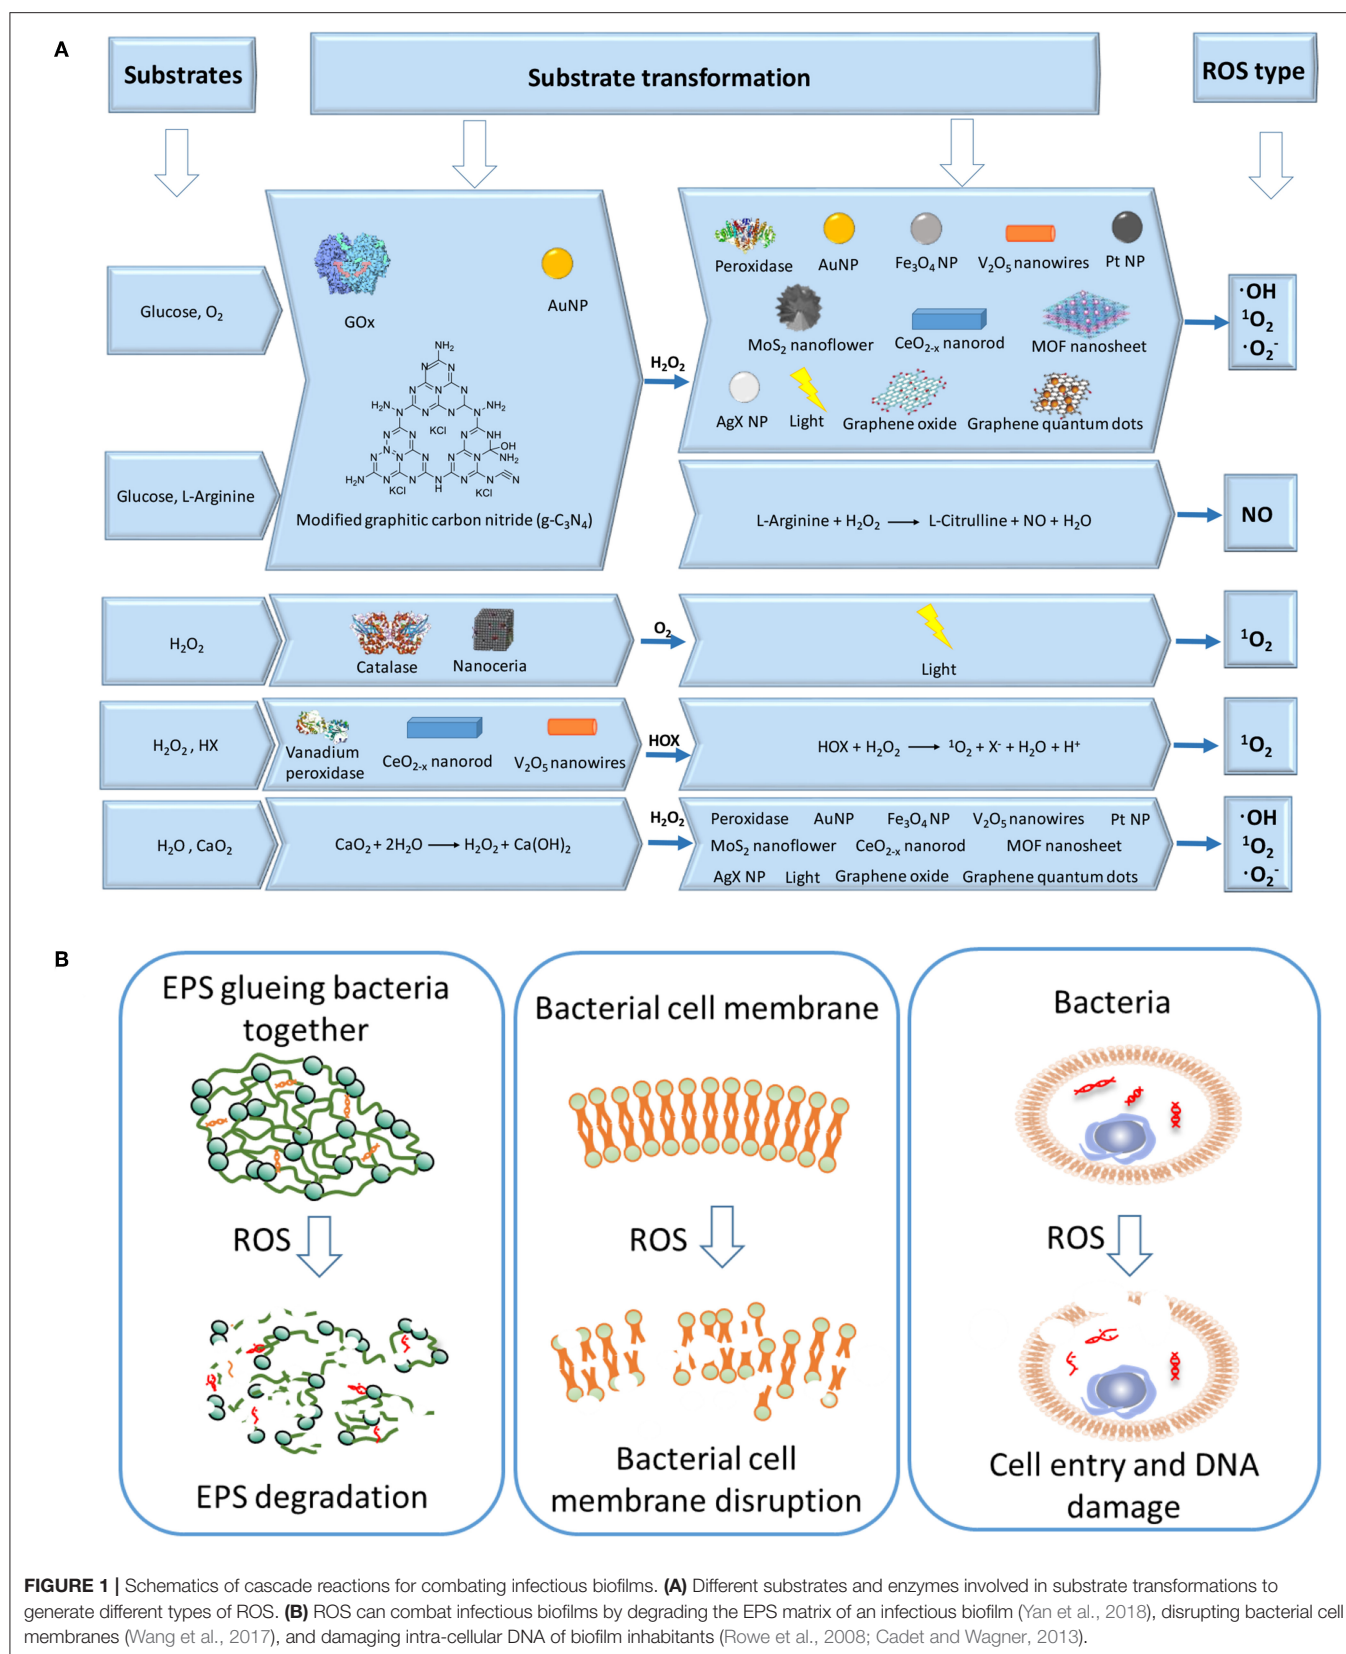 A
Substrates
Substrate transformation
ROS type
Glucose, O₂
GOx
AuNP
NH₂
N
H₂N
NH₂
KCl
NH
OH
NH₂
H₂N
KCl
H
KCl
N
Modified graphitic carbon nitride (g-C₃N₄)
H₂O₂
Peroxidase
AuNP
Fe₃O₄ NP
V₂O₅ nanowires
Pt NP
MoS₂ nanoflower
CeO₂₋ₓ nanorod
MOF nanosheet
AgX NP
Light
Graphene oxide
Graphene quantum dots
·OH
¹O₂
·O₂⁻
Glucose, L-Arginine
L-Arginine + H₂O₂ ⟶ L-Citrulline + NO + H₂O
NO
H₂O₂
Catalase
Nanoceria
O₂
Light
¹O₂
H₂O₂ , HX
Vanadium
peroxidase
CeO₂₋ₓ nanorod
V₂O₅ nanowires
HOX
HOX + H₂O₂ ⟶ ¹O₂ + X⁻ + H₂O + H⁺
¹O₂
H₂O , CaO₂
CaO₂ + 2H₂O ⟶ H₂O₂ + Ca(OH)₂
H₂O₂
Peroxidase AuNP Fe₃O₄ NP V₂O₅ nanowires Pt NP
MoS₂ nanoflower CeO₂₋ₓ nanorod MOF nanosheet
AgX NP Light Graphene oxide Graphene quantum dots
·OH
¹O₂
·O₂⁻
B
EPS glueing bacteria
together
ROS
EPS degradation
Bacterial cell membrane
ROS
Bacterial cell
membrane disruption
Bacteria
ROS
Cell entry and DNA
damage
FIGURE 1 | Schematics of cascade reactions for combating infectious biofilms. (A) Different substrates and enzymes involved in substrate transformations to
generate different types of ROS. (B) ROS can combat infectious biofilms by degrading the EPS matrix of an infectious biofilm (Yan et al., 2018), disrupting bacterial cell
membranes (Wang et al., 2017), and damaging intra-cellular DNA of biofilm inhabitants (Rowe et al., 2008; Cadet and Wagner, 2013).